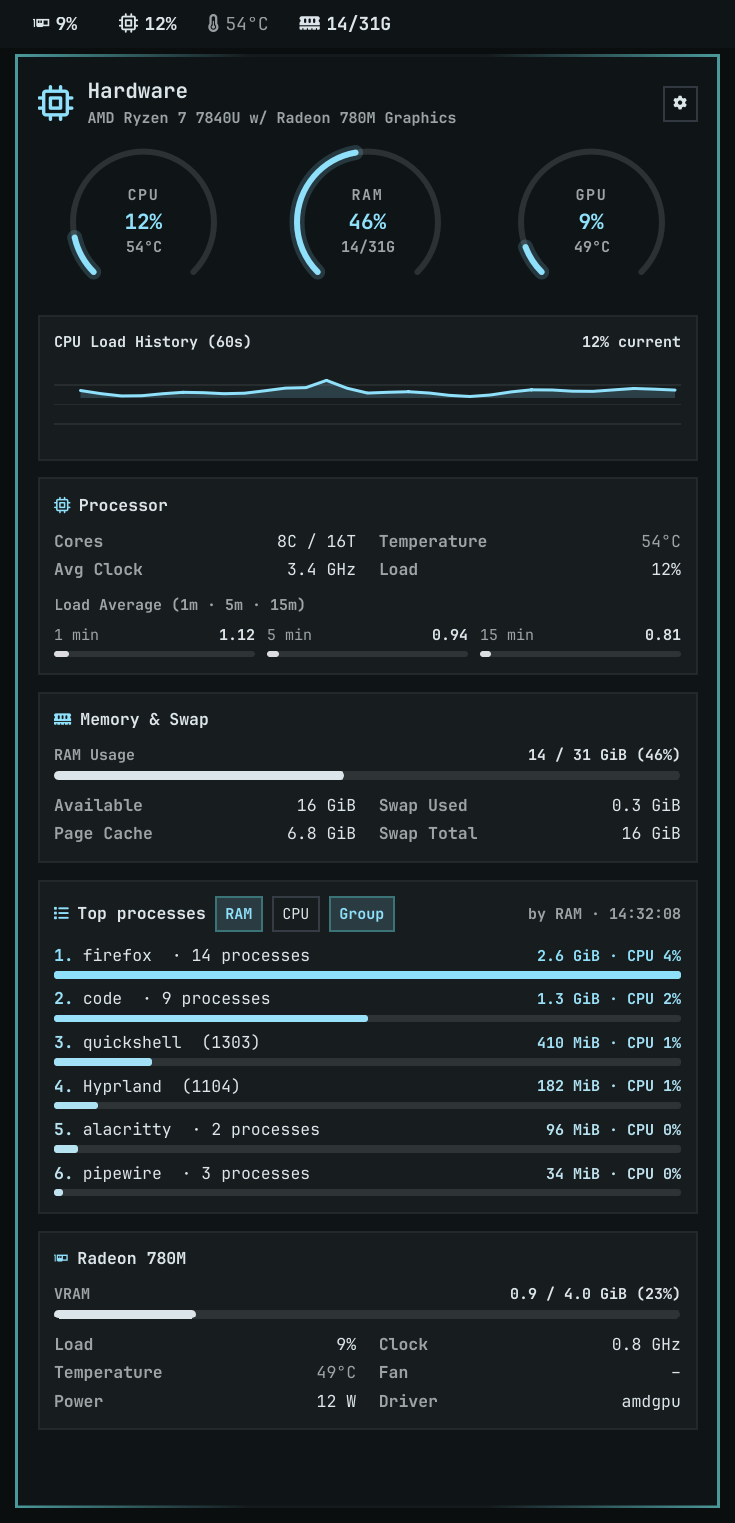 9% 12% 54°C 14/31G
Hardware
AMD Ryzen 7 7840U w/ Radeon 780M Graphics
CPU RAM GPU
12% 46% 9%
54°C 14/31G 49°C
CPU Load History (60s) 12% current
Processor
Cores 8C / 16T Temperature 54°C
Avg Clock 3.4 GHz Load 12%
Load Average (1m · 5m · 15m)
1 min 1.12 5 min 0.94 15 min 0.81
Memory & Swap
RAM Usage 14 / 31 GiB (46%)
Available 16 GiB Swap Used 0.3 GiB
Page Cache 6.8 GiB Swap Total 16 GiB
Top processes RAM CPU Group by RAM · 14:32:08
1. firefox · 14 processes 2.6 GiB · CPU 4%
2. code · 9 processes 1.3 GiB · CPU 2%
3. quickshell (1303) 410 MiB · CPU 1%
4. Hyprland (1104) 182 MiB · CPU 1%
5. alacritty · 2 processes 96 MiB · CPU 0%
6. pipewire · 3 processes 34 MiB · CPU 0%
Radeon 780M
VRAM 0.9 / 4.0 GiB (23%)
Load 9% Clock 0.8 GHz
Temperature 49°C Fan –
Power 12 W Driver amdgpu